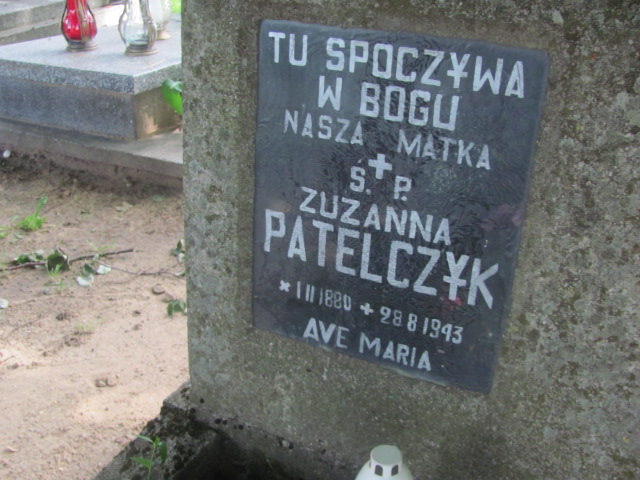 TU SPOCZYWA
W BOGU
NASZA MATKA
+
Ś. P.
ZUZANNA
PATELCZYK
* 1 II 1880 + 28 8 1943
AVE MARIA